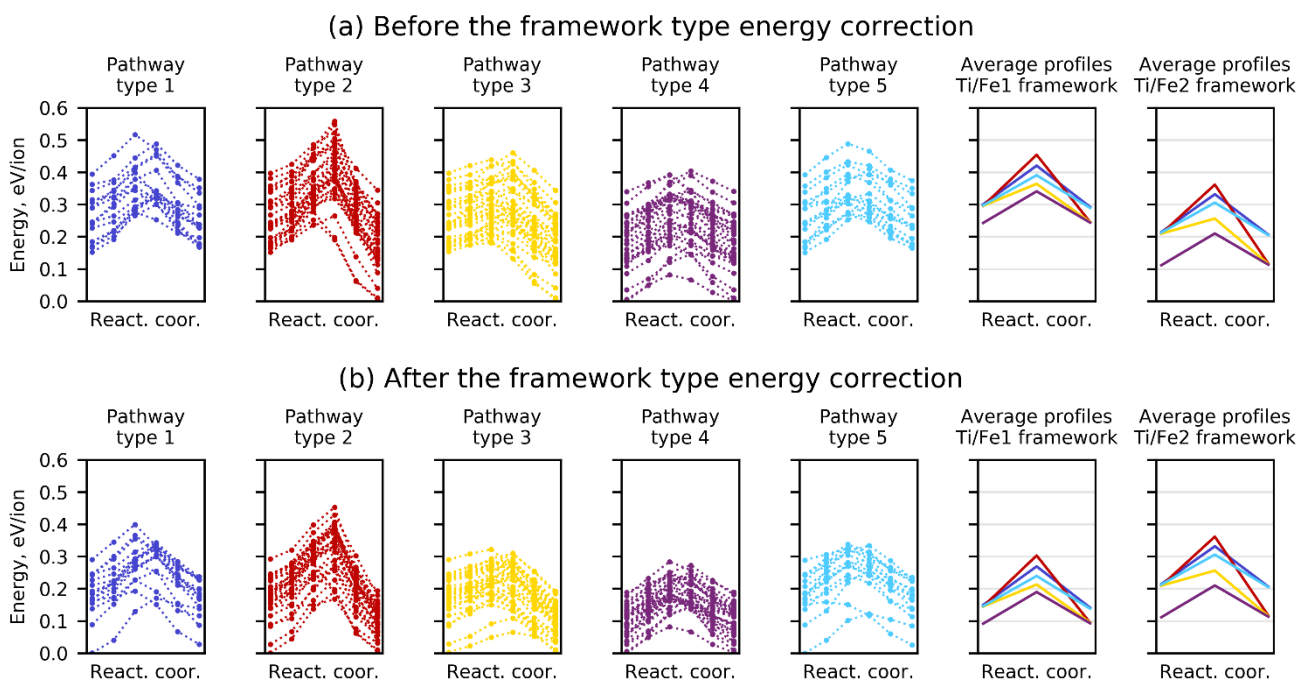 (a) Before the framework type energy correction
Pathway
type 1
Pathway
type 2
Pathway
type 3
Pathway
type 4
Pathway
type 5
Average profiles
Ti/Fe1 framework
Average profiles
Ti/Fe2 framework
Energy, eV/ion
0.6
0.5
0.4
0.3
0.2
0.1
0.0
React. coor.
React. coor.
React. coor.
React. coor.
React. coor.
React. coor.
React. coor.
(b) After the framework type energy correction
Pathway
type 1
Pathway
type 2
Pathway
type 3
Pathway
type 4
Pathway
type 5
Average profiles
Ti/Fe1 framework
Average profiles
Ti/Fe2 framework
Energy, eV/ion
0.6
0.5
0.4
0.3
0.2
0.1
0.0
React. coor.
React. coor.
React. coor.
React. coor.
React. coor.
React. coor.
React. coor.